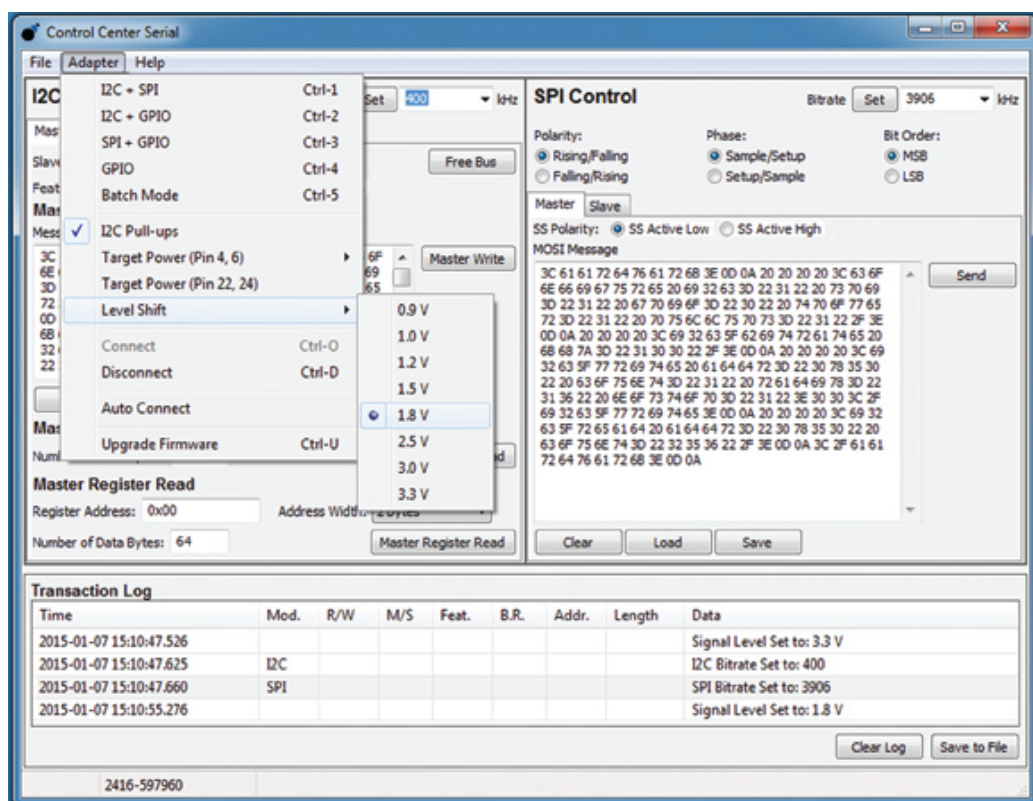 Control Center Serial
File Adapter Help
I2C + SPI Ctrl-1
I2C + GPIO Ctrl-2
SPI + GPIO Ctrl-3
GPIO Ctrl-4
Batch Mode Ctrl-5
I2C Pull-ups
Target Power (Pin 4, 6)
Target Power (Pin 22, 24)
Level Shift
Connect Ctrl-O
Disconnect Ctrl-D
Auto Connect
Upgrade Firmware Ctrl-U
0.9 V
1.0 V
1.2 V
1.5 V
1.8 V
2.5 V
3.0 V
3.3 V
I2C
Set 400 kHz
Free Bus
3C 6F
6E 69
3D 65
72
0D
68
32
22
Master Write
Master Register Read
Register Address: 0x00 Address Width: 2 Bytes
Number of Data Bytes: 64 Master Register Read
SPI Control
Bitrate Set 3906 kHz
Polarity: Phase: Bit Order:
Rising/Falling Sample/Setup MSB
Falling/Rising Setup/Sample LSB
Master Slave
SS Polarity: SS Active Low SS Active High
MOSI Message
3C 61 61 72 64 76 61 72 6B 3E 0D 0A 20 20 20 20 3C 63 6F
6E 66 69 67 75 72 65 20 69 32 63 3D 22 31 22 20 73 70 69
3D 22 31 22 20 67 70 69 6F 3D 22 30 22 20 74 70 6F 77 65
72 3D 22 31 22 20 70 75 6C 6C 75 70 73 3D 22 31 22 2F 3E
0D 0A 20 20 20 20 3C 69 32 63 5F 62 69 74 72 61 74 65 20
6B 68 7A 3D 22 31 30 30 22 2F 3E 0D 0A 20 20 20 20 3C 69
32 63 5F 77 72 69 74 65 20 61 64 64 72 3D 22 30 78 35 30
22 20 63 6F 75 6E 74 3D 22 31 22 20 72 61 64 69 78 3D 22
31 36 22 20 6E 6F 73 74 6F 70 3D 22 31 22 3E 30 30 3C 2F
69 32 63 5F 77 72 69 74 65 3E 0D 0A 20 20 20 20 3C 69 32
63 5F 72 65 61 64 20 61 64 64 72 3D 22 30 78 35 30 22 20
63 6F 75 6E 74 3D 22 32 35 36 22 2F 3E 0D 0A 3C 2F 61 61
72 64 76 61 72 6B 3E 0D 0A
Send
Clear Load Save
Transaction Log
Time Mod. R/W M/S Feat. B.R. Addr. Length Data
2015-01-07 15:10:47.526 Signal Level Set to: 3.3 V
2015-01-07 15:10:47.625 I2C I2C Bitrate Set to: 400
2015-01-07 15:10:47.660 SPI SPI Bitrate Set to: 3906
2015-01-07 15:10:55.276 Signal Level Set to: 1.8 V
Clear Log Save to File
2416-597960